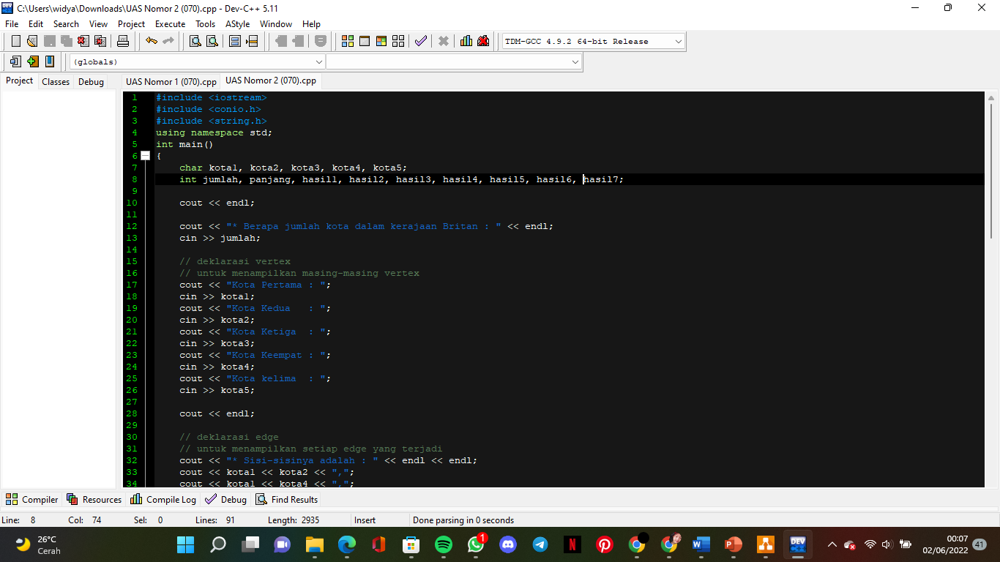 C:\Users\widya\Downloads\UAS Nomor 2 (070).cpp - Dev-C++ 5.11
File Edit Search View Project Execute Tools AStyle Window Help
TDM-GCC 4.9.2 64-bit Release
(globals)
Project Classes Debug UAS Nomor 1 (070).cpp UAS Nomor 2 (070).cpp
1 #include <iostream>
2 #include <conio.h>
3 #include <string.h>
4 using namespace std;
5 int main()
6 {
7 char kota1, kota2, kota3, kota4, kota5;
8 int jumlah, panjang, hasil1, hasil2, hasil3, hasil4, hasil5, hasil6, hasil7;
9
10 cout << endl;
11
12 cout << "* Berapa jumlah kota dalam kerajaan Britan : " << endl;
13 cin >> jumlah;
14
15 // deklarasi vertex
16 // untuk menampilkan masing-masing vertex
17 cout << "Kota Pertama : ";
18 cin >> kota1;
19 cout << "Kota Kedua   : ";
20 cin >> kota2;
21 cout << "Kota Ketiga  : ";
22 cin >> kota3;
23 cout << "Kota Keempat : ";
24 cin >> kota4;
25 cout << "Kota kelima  : ";
26 cin >> kota5;
27
28 cout << endl;
29
30 // deklarasi edge
31 // untuk menampilkan setiap edge yang terjadi
32 cout << "* Sisi-sisinya adalah : " << endl << endl;
33 cout << kota1 << kota2 << ",";
34 cout << kota1 << kota4 << ",";
Compiler Resources Compile Log Debug Find Results
Line: 8 Col: 74 Sel: 0 Lines: 91 Length: 2935 Insert Done parsing in 0 seconds
26°C
Cerah
1
DEV
00:07
02/06/2022
41